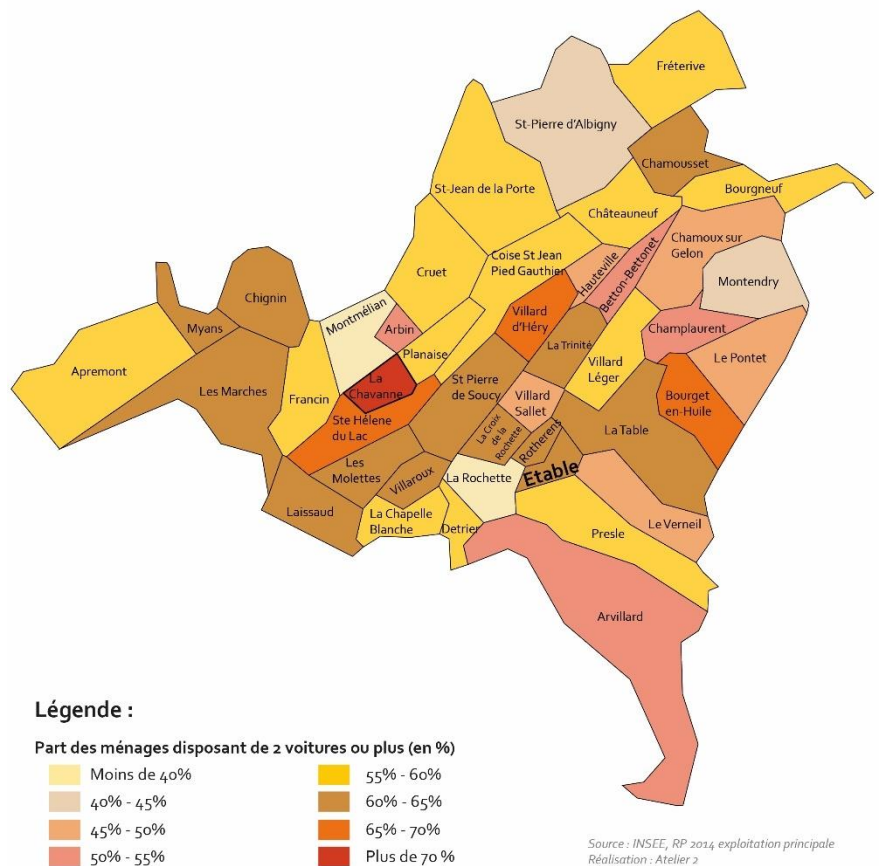 Fréterive
St-Pierre d'Albigny
Chamousset
St-Jean de la Porte
Bourgneuf
Châteauneuf
Chamoux sur
Gelon
Coise St Jean
Pied Gauthier
Cruet
Hauteville
Betton-Bettonet
Montendry
Chignin
Montmélian
Myans
Arbin
Villard
d'Héry
Champlaurent
Planaise
La Trinité
Le Pontet
Apremont
Villard
Léger
Les Marches
La
Chavanne
St Pierre
de Soucy
Bourget
en-Huile
Francin
Villard
Sallet
Ste Hélene
du Lac
La Croix
de la
Rochette
La Table
Rotherens
Les
Molettes
Villaroux
La Rochette
Etable
Laissaud
La Chapelle
Blanche
Detrier
Le Verneil
Presle
Arvillard
Légende :
Part des ménages disposant de 2 voitures ou plus (en %)
Moins de 40%
40% - 45%
45% - 50%
50% - 55%
55% - 60%
60% - 65%
65% - 70%
Plus de 70 %
Source : INSEE, RP 2014 exploitation principale
Réalisation : Atelier 2